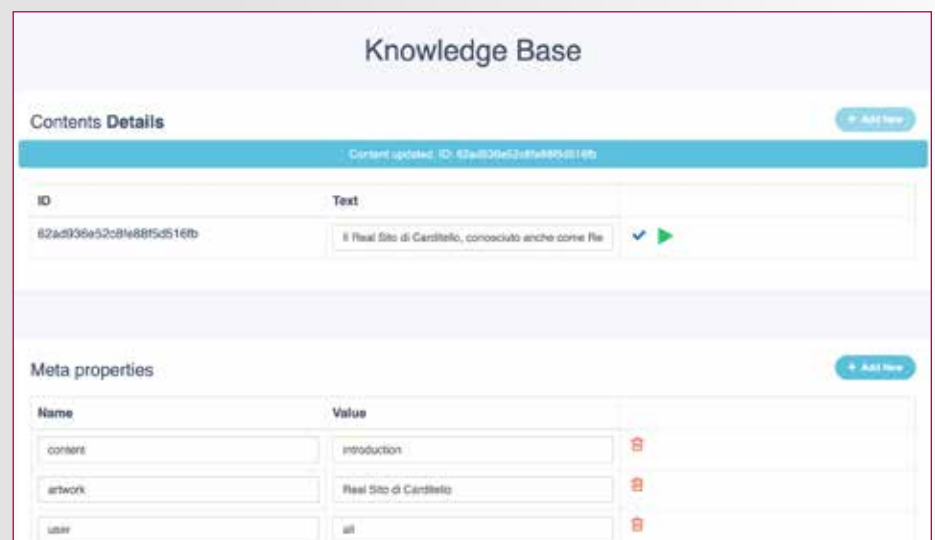 Knowledge Base
Contents Details
+ Add New
Content updated. ID:
ID Text
62ad936e52c8fe88f5d516fb Il Real Sito di Carditello, conosciuto anche come Re
Meta properties
+ Add New
Name Value
content introduction
artwork Real Sito di Carditello
user all